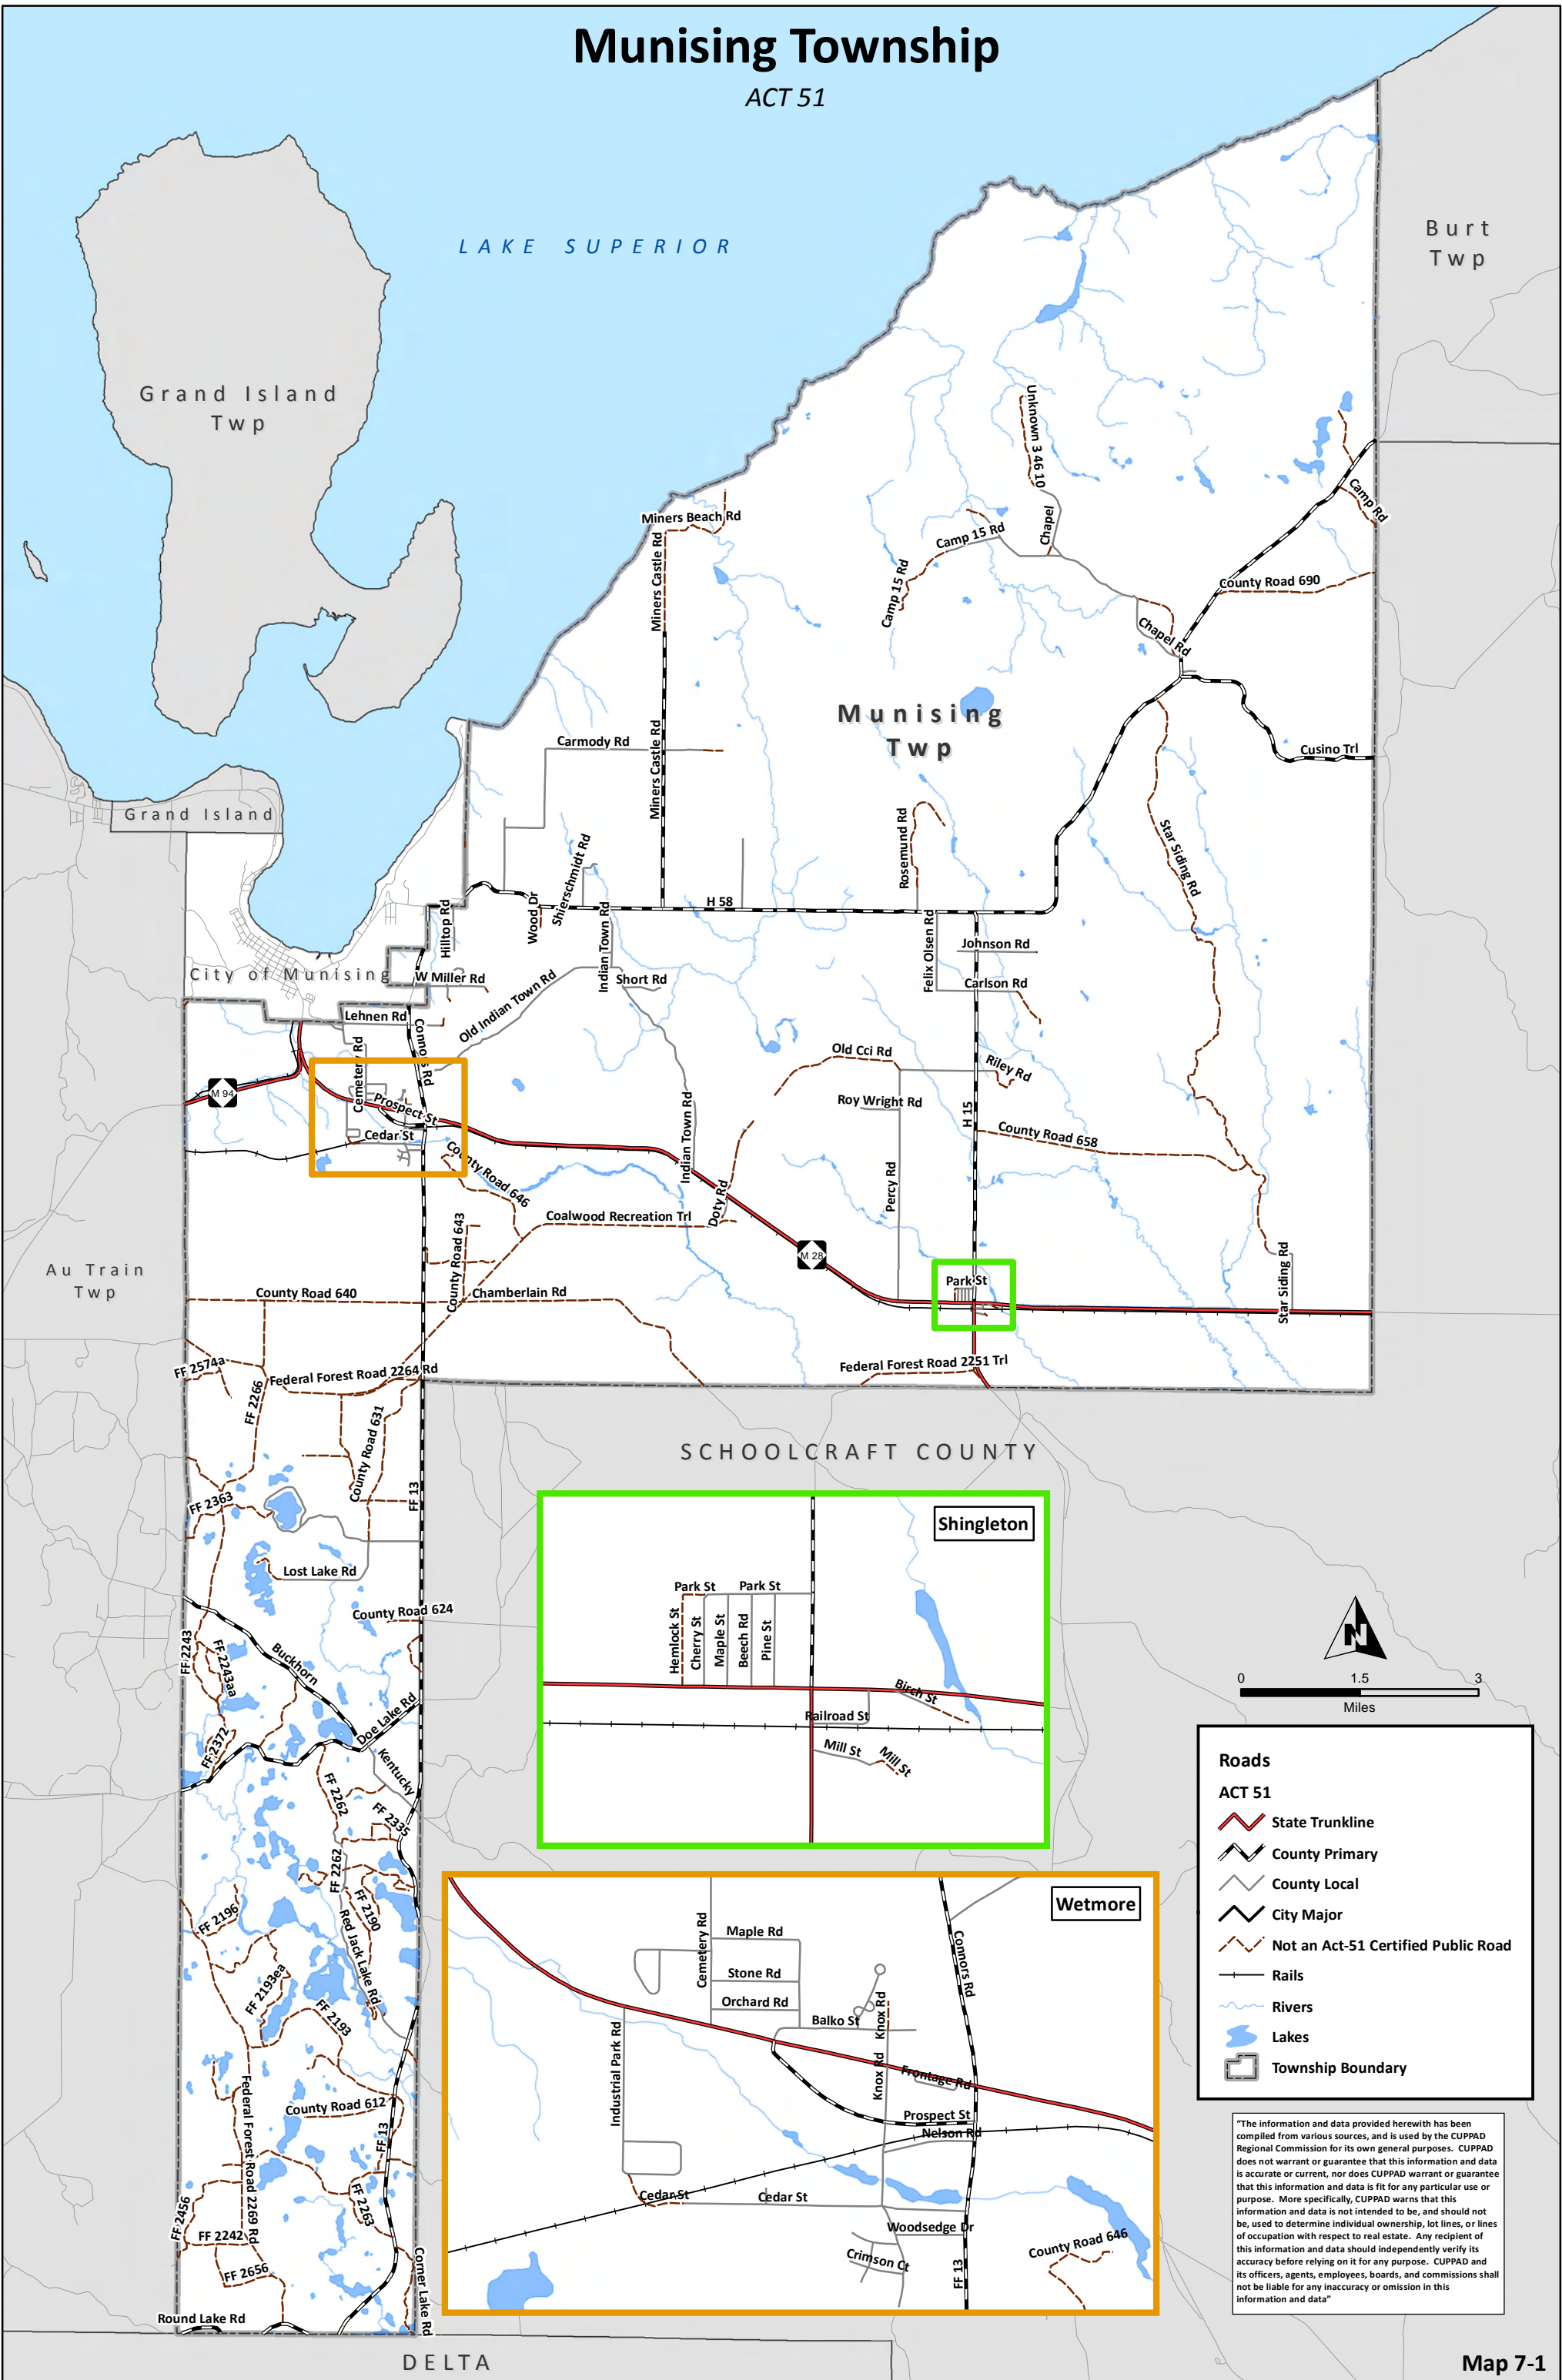 Munising Township
ACT 51
LAKE SUPERIOR
Burt
Twp
Grand Island
Twp
Unknown 3 46 10
Camp Rd
Miners Beach Rd
Camp 15 Rd
Chapel
Miners Castle Rd
Camp 15 Rd
County Road 690
Chapel Rd
Munising
Twp
Carmody Rd
Miners Castle Rd
Cusino Trl
Grand Island
Rosemund Rd
Star Siding Rd
Shierschmidt Rd
Wood Dr
H 58
Hilltop Rd
Indian Town Rd
Felix Olsen Rd
Johnson Rd
City of Munising
W Miller Rd
Old Indian Town Rd
Short Rd
Carlson Rd
Lehnen Rd
Connors Rd
Cemetery Rd
Old Cci Rd
Riley Rd
M 94
Prospect St
Roy Wright Rd
H 15
Cedar St
County Road 658
County Road 646
Indian Town Rd
Percy Rd
Doty Rd
Coalwood Recreation Trl
County Road 643
M 28
Au Train
Twp
Star Siding Rd
Park St
County Road 640
Chamberlain Rd
FF 2574a
Federal Forest Road 2264 Rd
Federal Forest Road 2251 Trl
FF 2266
County Road 631
SCHOOLCRAFT COUNTY
FF 13
FF 2363
Lost Lake Rd
County Road 624
FF 2243
FF 2243aa
Buckhorn
Doe Lake Rd
FF 2372
Kentucky
FF 2262
FF 2335
FF 2262
FF 2196
FF 2190
Red Jack Lake Rd
FF 2193ea
FF 2193
County Road 612
Federal Forest Road 2269 Rd
FF 13
FF 2263
FF 2456
FF 2242
FF 2656
Corner Lake Rd
Round Lake Rd
DELTA
Shingleton
Park St
Park St
Hemlock St
Cherry St
Maple St
Beech Rd
Pine St
Birch St
Railroad St
Mill St
Mill St
Wetmore
Cemetery Rd
Maple Rd
Stone Rd
Orchard Rd
Balko St
Knox Rd
Connors Rd
Industrial Park Rd
Knox Rd
Frontage Rd
Prospect St
Nelson Rd
Cedar St
Cedar St
Woodsedge Dr
Crimson Ct
FF 13
County Road 646
N
0 1.5 3
Miles
Roads
ACT 51
State Trunkline
County Primary
County Local
City Major
Not an Act-51 Certified Public Road
Rails
Rivers
Lakes
Township Boundary
"The information and data provided herewith has been
compiled from various sources, and is used by the CUPPAD
Regional Commission for its own general purposes. CUPPAD
does not warrant or guarantee that this information and data
is accurate or current, nor does CUPPAD warrant or guarantee
that this information and data is fit for any particular use or
purpose. More specifically, CUPPAD warns that this
information and data is not intended to be, and should not
be, used to determine individual ownership, lot lines, or lines
of occupation with respect to real estate. Any recipient of
this information and data should independently verify its
accuracy before relying on it for any purpose. CUPPAD and
its officers, agents, employees, boards, and commissions shall
not be liable for any inaccuracy or omission in this
information and data"
Map 7-1